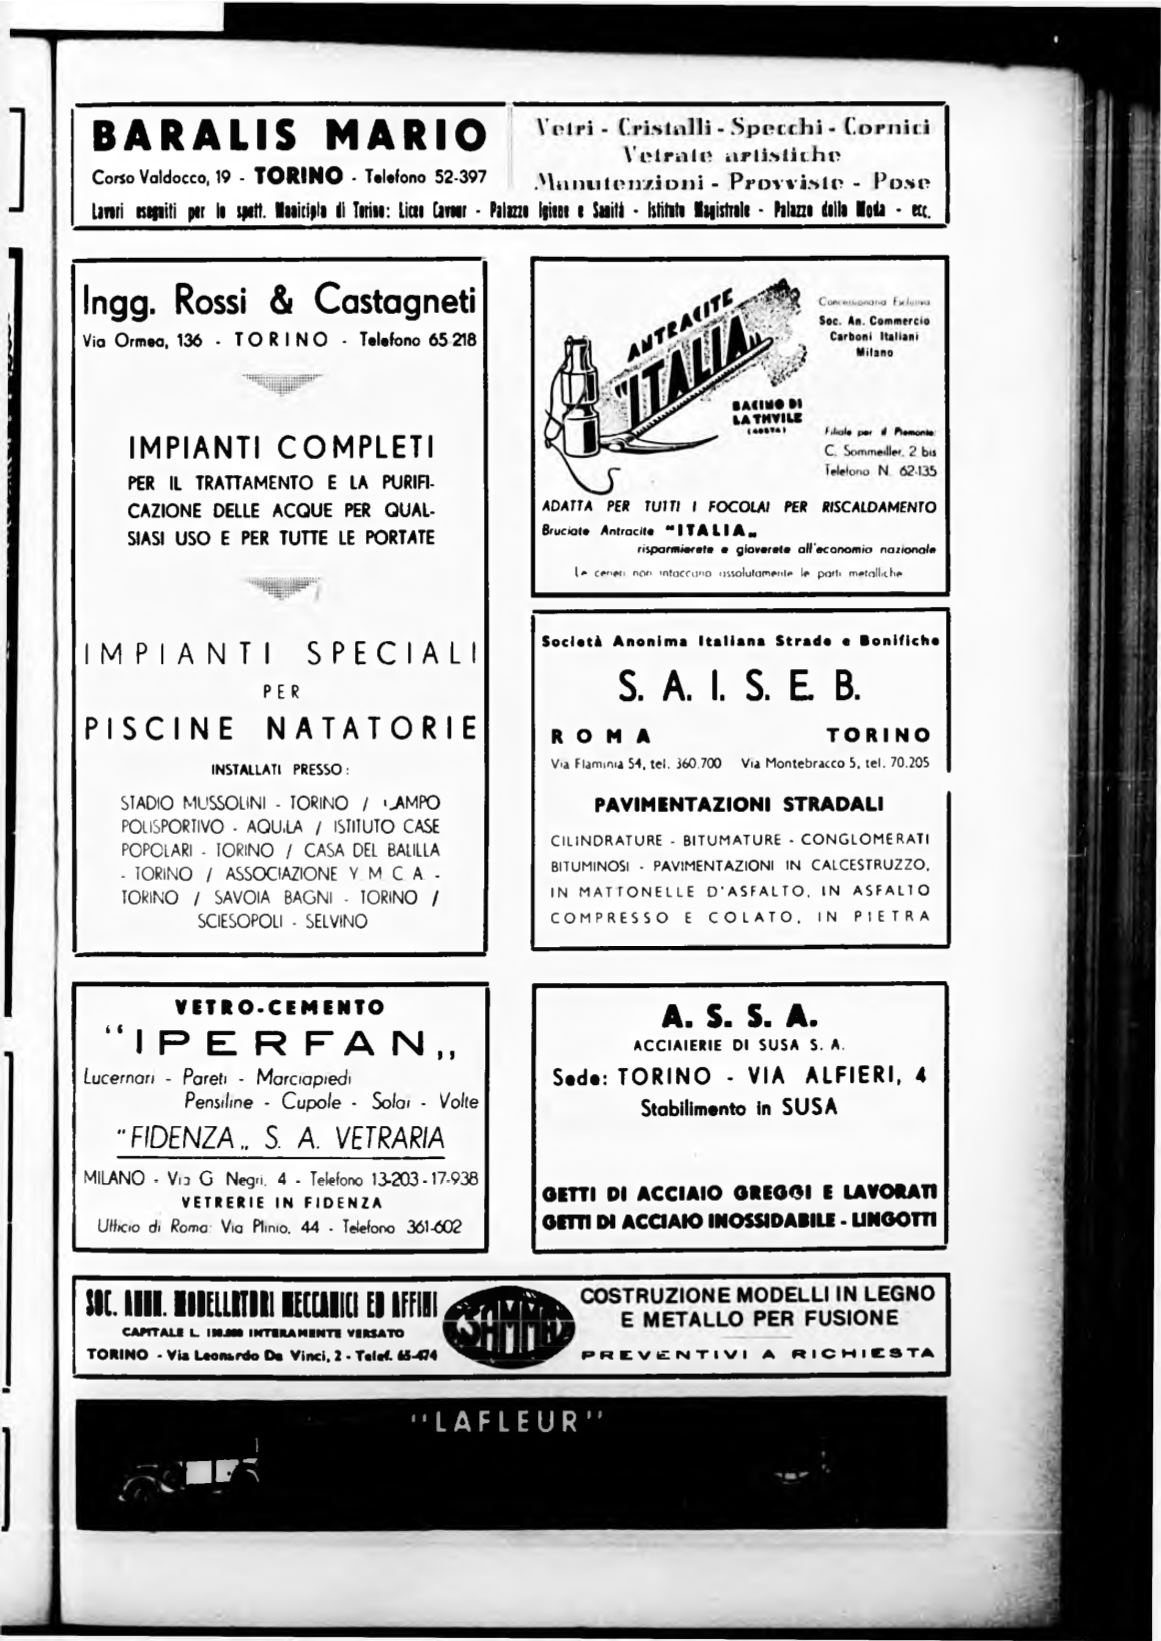 BARALIS MARIO
Corso Valdocco, 19 - TORINO - Telefono 52-397
Vetri - Cristalli - Specchi - Cornici
Vetrate artistiche
Manutenzioni - Provviste - Pose
Lavori eseguiti per lo spett. Municipio di Torino: Liceo Cavour - Palazzo Igiene e Sanità - Istituto Magistrale - Palazzo della Moda - ecc.
Ingg. Rossi & Castagneti
Via Ormea, 136 - TORINO - Telefono 65-218
IMPIANTI COMPLETI
PER IL TRATTAMENTO E LA PURIFI-
CAZIONE DELLE ACQUE PER QUAL-
SIASI USO E PER TUTTE LE PORTATE
IMPIANTI SPECIALI
PER
PISCINE NATATORIE
INSTALLATI PRESSO:
STADIO MUSSOLINI - TORINO / CAMPO
POLISPORTIVO - AQUILA / ISTITUTO CASE
POPOLARI - TORINO / CASA DEL BALILLA
- TORINO / ASSOCIAZIONE Y M C A -
TORINO / SAVOIA BAGNI - TORINO /
SCIESOPOLI - SELVINO
ANTRACITE
"ITALIA„
BACINO DI
LA THVILE
(AOSTA)
Concessionaria Exclusiva
Soc. An. Commercio
Carboni Italiani
Milano
Filiale per il Piemonte:
C. Sommeiller, 2 bis
Telefono N. 62-135
ADATTA PER TUTTI I FOCOLAI PER RISCALDAMENTO
Bruciate Antracite "ITALIA„
risparmierete e gioverete all'economia nazionale
Le ceneri non intaccano assolutamente le parti metalliche
Società Anonima Italiana Strade e Bonifiche
S. A. I. S. E. B.
ROMA TORINO
Via Flaminia 54, tel. 360.700 Via Montebracco 5, tel. 70.205
PAVIMENTAZIONI STRADALI
CILINDRATURE - BITUMATURE - CONGLOMERATI
BITUMINOSI - PAVIMENTAZIONI IN CALCESTRUZZO,
IN MATTONELLE D'ASFALTO, IN ASFALTO
COMPRESSO E COLATO, IN PIETRA
VETRO-CEMENTO
"IPERFAN„
Lucernari - Pareti - Marciapiedi
Pensiline - Cupole - Solai - Volte
"FIDENZA„ S. A. VETRARIA
MILANO - Via G. Negri, 4 - Telefono 13-203 - 17-938
VETRERIE IN FIDENZA
Ufficio di Roma: Via Plinio, 44 - Telefono 361-602
A. S. S. A.
ACCIAIERIE DI SUSA S. A.
Sede: TORINO - VIA ALFIERI, 4
Stabilimento in SUSA
GETTI DI ACCIAIO GREGGI E LAVORATI
GETTI DI ACCIAIO INOSSIDABILE - LINGOTTI
SOC. ANON. MODELLATORI MECCANICI ED AFFINI
CAPITALE L. INTERAMENTE VERSATO
TORINO - Via Leonardo Da Vinci, 2 - Telef. 65-474
SAMMA
COSTRUZIONE MODELLI IN LEGNO
E METALLO PER FUSIONE
PREVENTIVI A RICHIESTA
"LAFLEUR"